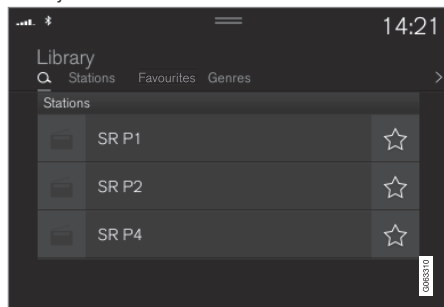 14:21
Library
Stations Favourites Genres
Stations
SR P1
SR P2
SR P4
G063310